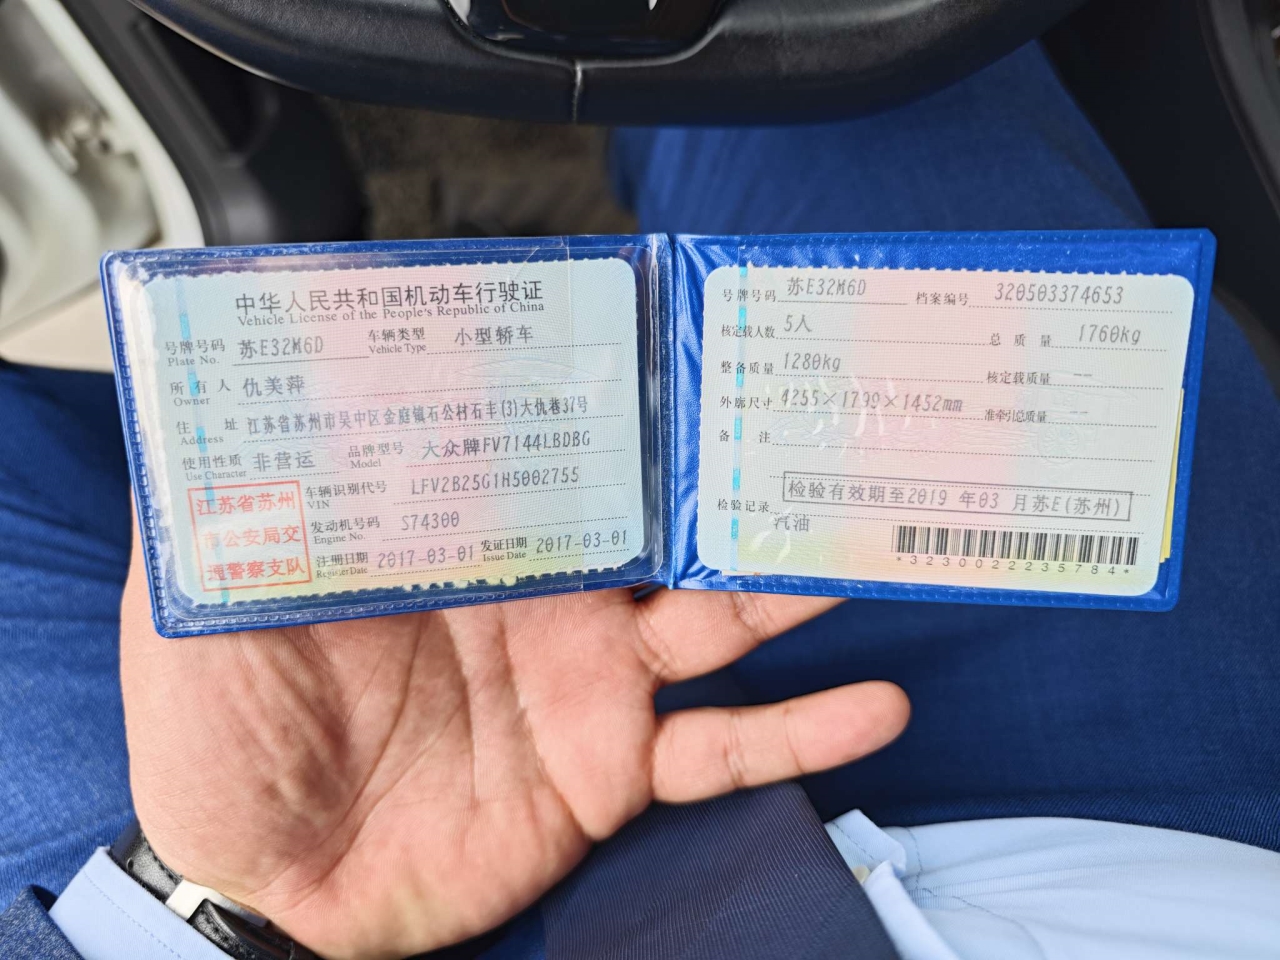 中华人民共和国机动车行驶证
Vehicle License of the People's Republic of China
号牌号码 苏E32M6D 车辆类型 小型轿车
Plate No. Vehicle Type
所有人 仇美萍
Owner
住址 江苏省苏州市吴中区金庭镇石公村石丰(3)大仇巷37号
Address
使用性质 非营运 品牌型号 大众牌FV7144LBDBG
Use Character Model
车辆识别代号 LFV2B25G1H5002755
VIN
发动机号码 S74300
Engine No.
注册日期 2017-03-01 发证日期 2017-03-01
Register Date Issue Date
江苏省苏州
市公安局交
通警察支队
号牌号码 苏E32M6D 档案编号 320503374653
核定载人数 5人 总质量 1760kg
整备质量 1280kg 核定载质量 --
外廓尺寸 4255×1799×1452mm 准牵引总质量 --
备注
检验有效期至2019 年03 月苏E(苏州)
检验记录
汽油
*3230022235784*